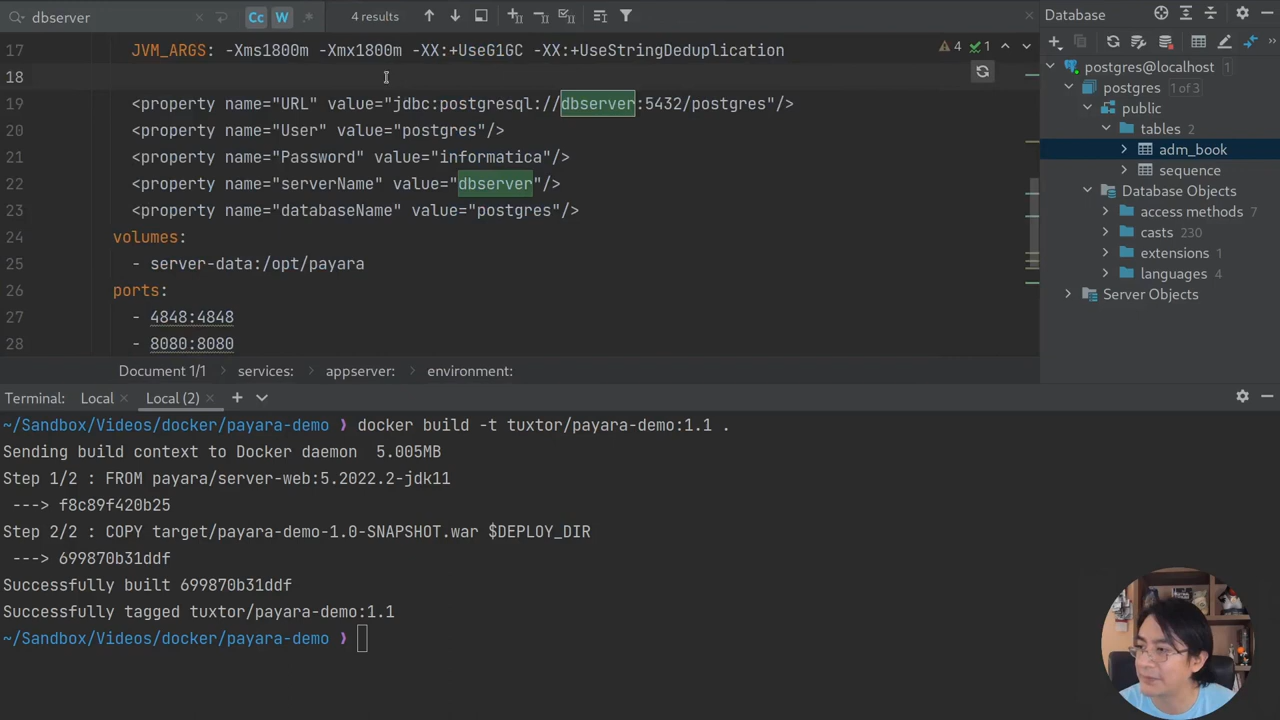 dbserver
Cc
W
.*
4 results
Database
17 JVM_ARGS: -Xms1800m -Xmx1800m -XX:+UseG1GC -XX:+UseStringDeduplication
4
1
18
19 <property name="URL" value="jdbc:postgresql://dbserver:5432/postgres"/>
20 <property name="User" value="postgres"/>
21 <property name="Password" value="informatica"/>
22 <property name="serverName" value="dbserver"/>
23 <property name="databaseName" value="postgres"/>
24 volumes:
25 - server-data:/opt/payara
26 ports:
27 - 4848:4848
28 - 8080:8080
postgres@localhost 1
postgres 1 of 3
public
tables 2
adm_book
sequence
Database Objects
access methods 7
casts 230
extensions 1
languages 4
Server Objects
Document 1/1 services: appserver: environment:
Terminal: Local Local (2)
~/Sandbox/Videos/docker/payara-demo ❯ docker build -t tuxtor/payara-demo:1.1 .
Sending build context to Docker daemon 5.005MB
Step 1/2 : FROM payara/server-web:5.2022.2-jdk11
---> f8c89f420b25
Step 2/2 : COPY target/payara-demo-1.0-SNAPSHOT.war $DEPLOY_DIR
---> 699870b31ddf
Successfully built 699870b31ddf
Successfully tagged tuxtor/payara-demo:1.1
~/Sandbox/Videos/docker/payara-demo ❯